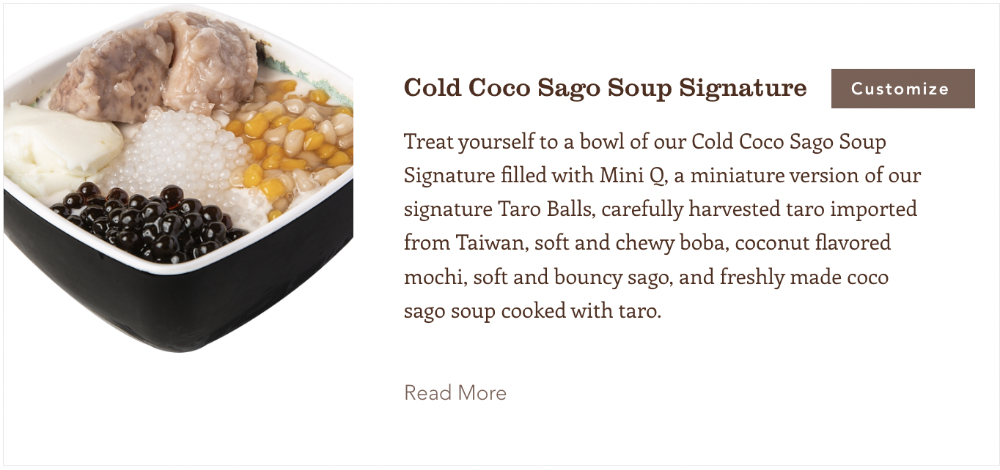 Cold Coco Sago Soup Signature
Customize
Treat yourself to a bowl of our Cold Coco Sago Soup
Signature filled with Mini Q, a miniature version of our
signature Taro Balls, carefully harvested taro imported
from Taiwan, soft and chewy boba, coconut flavored
mochi, soft and bouncy sago, and freshly made coco
sago soup cooked with taro.
Read More